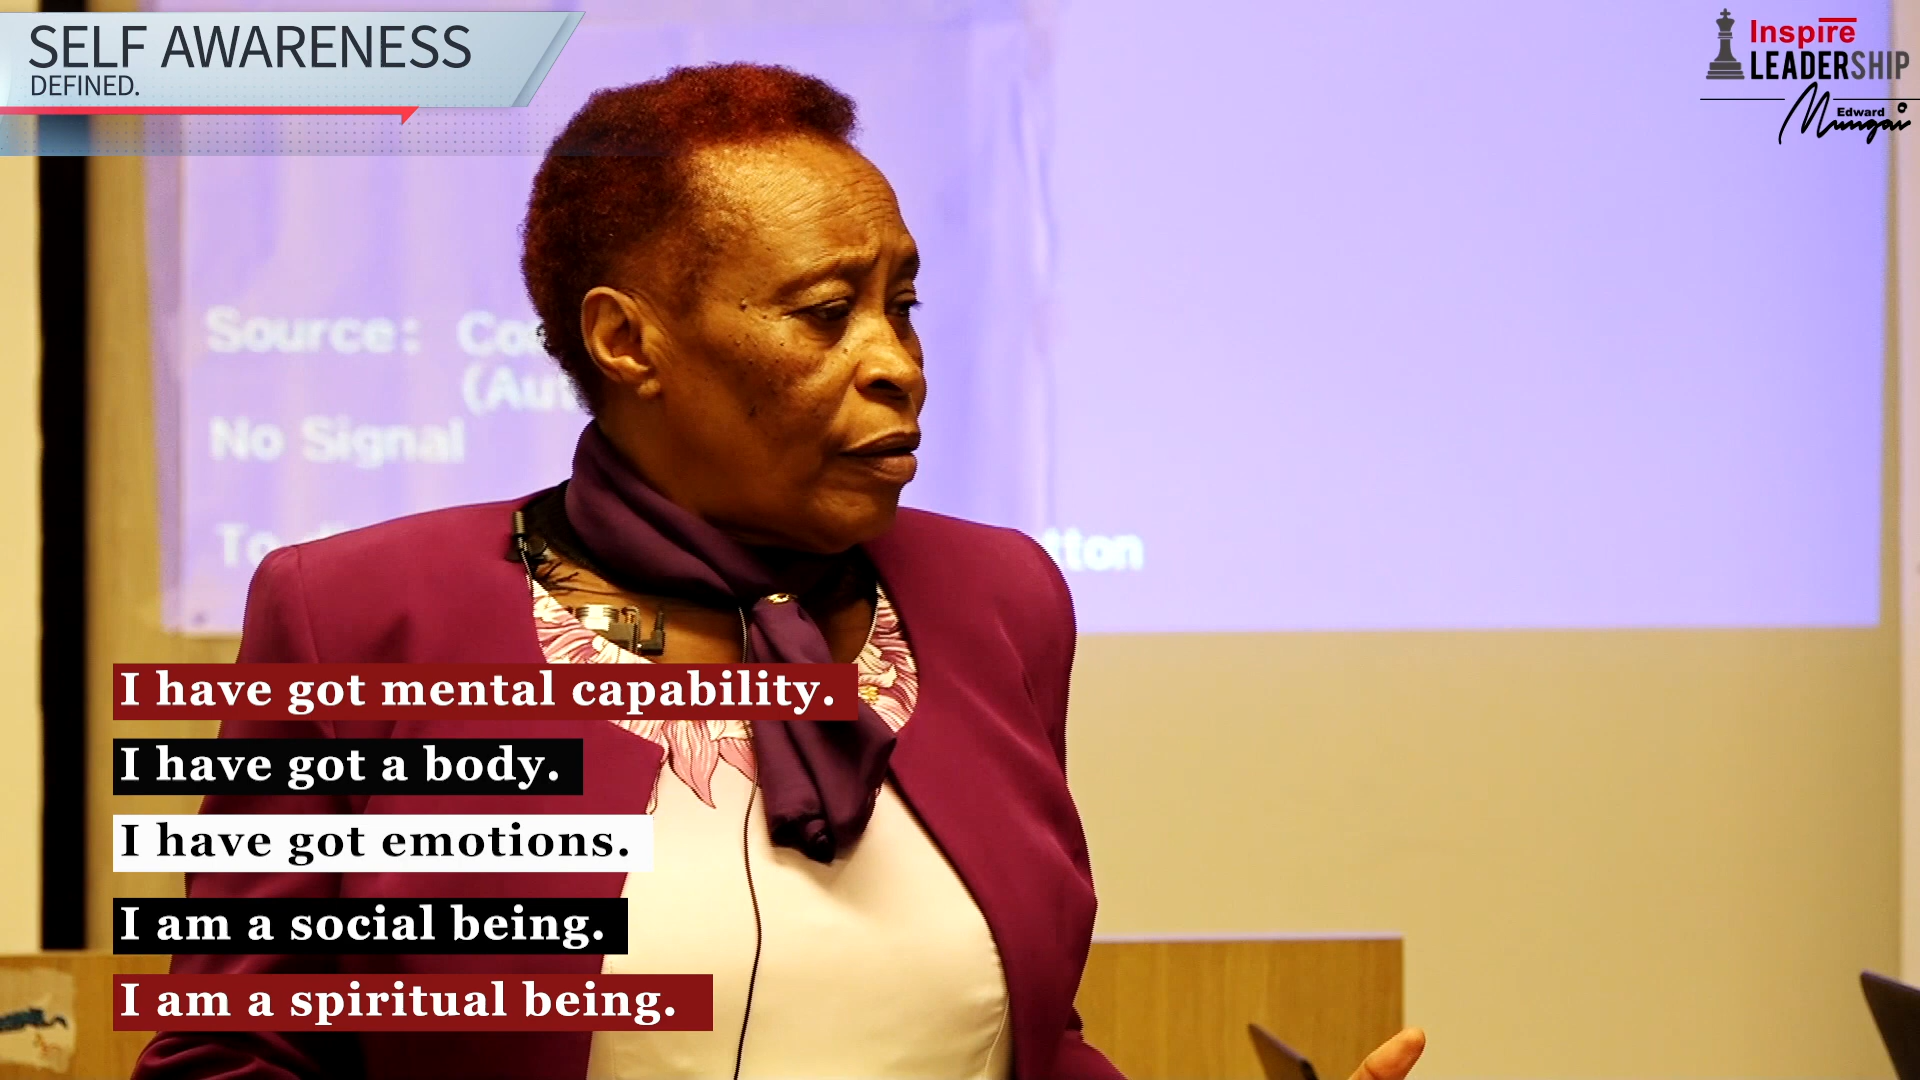 SELF AWARENESS
DEFINED.
Inspire
LEADERSHIP
Edward
Mungai
Source:
No Signal
I have got mental capability.
I have got a body.
I have got emotions.
I am a social being.
I am a spiritual being.